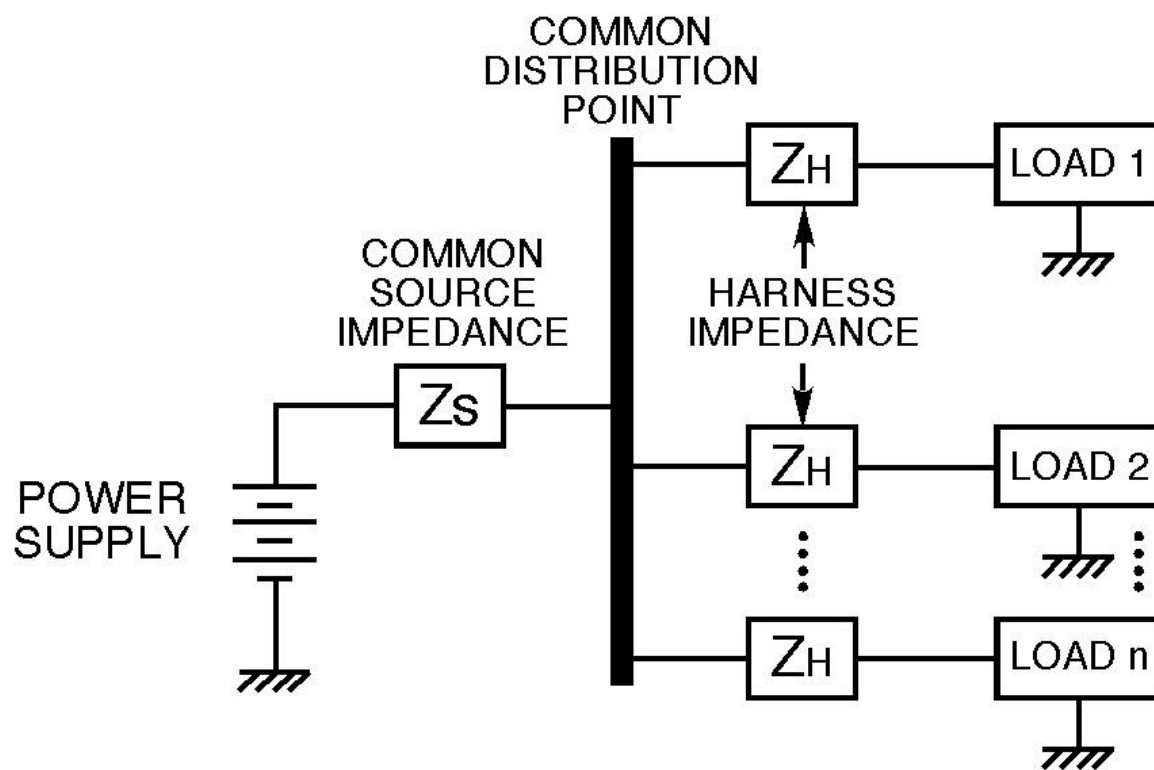 COMMON
DISTRIBUTION
POINT
ZH
LOAD 1
COMMON
SOURCE
IMPEDANCE
HARNESS
IMPEDANCE
ZS
ZH
LOAD 2
POWER
SUPPLY
ZH
LOAD n